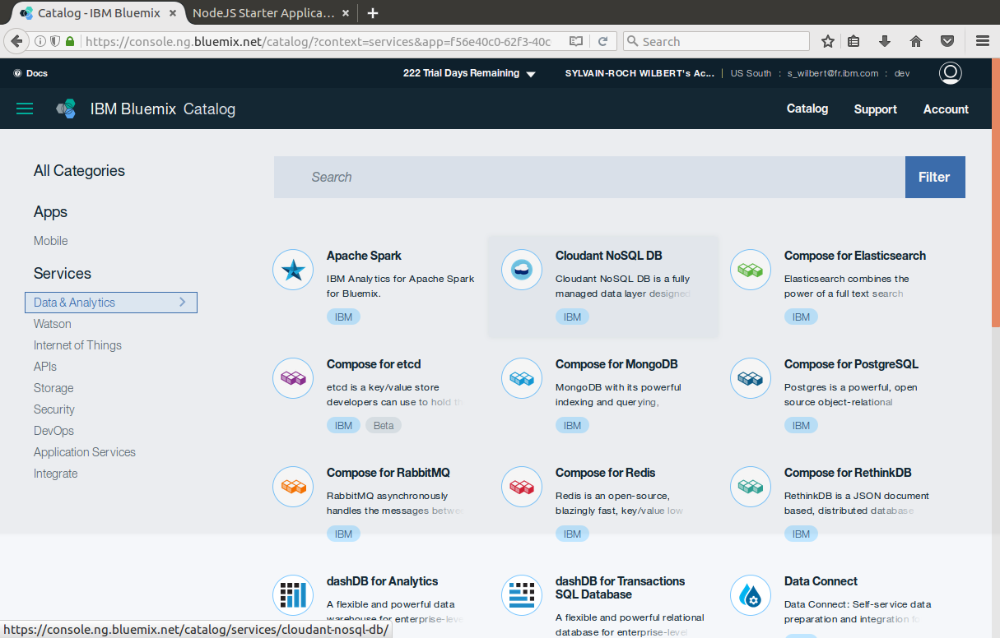 Catalog - IBM Bluemix
NodeJS Starter Applica...
https://console.ng.bluemix.net/catalog/?context=services&app=f56e40c0-62f3-40c
Search
Docs
222 Trial Days Remaining
SYLVAIN-ROCH WILBERT's Ac... | US South : s_wilbert@fr.ibm.com : dev
IBM Bluemix Catalog
Catalog
Support
Account
All Categories
Apps
Mobile
Services
Data & Analytics
Watson
Internet of Things
APIs
Storage
Security
DevOps
Application Services
Integrate
Search
Filter
Apache Spark
IBM Analytics for Apache Spark
for Bluemix.
IBM
Cloudant NoSQL DB
Cloudant NoSQL DB is a fully
managed data layer designed
IBM
Compose for Elasticsearch
Elasticsearch combines the
power of a full text search
IBM
Compose for etcd
etcd is a key/value store
developers can use to hold th
IBM
Beta
Compose for MongoDB
MongoDB with its powerful
indexing and querying,
IBM
Compose for PostgreSQL
Postgres is a powerful, open
source object-relational
IBM
Compose for RabbitMQ
RabbitMQ asynchronously
handles the messages betwee
IBM
Compose for Redis
Redis is an open-source,
blazingly fast, key/value low
IBM
Compose for RethinkDB
RethinkDB is a JSON document
based, distributed database
IBM
dashDB for Analytics
A flexible and powerful data
warehouse for enterprise-leve
dashDB for Transactions
SQL Database
A flexible and powerful relational
database for enterprise-level
Data Connect
Data Connect: Self-service data
preparation and integration fo
https://console.ng.bluemix.net/catalog/services/cloudant-nosql-db/